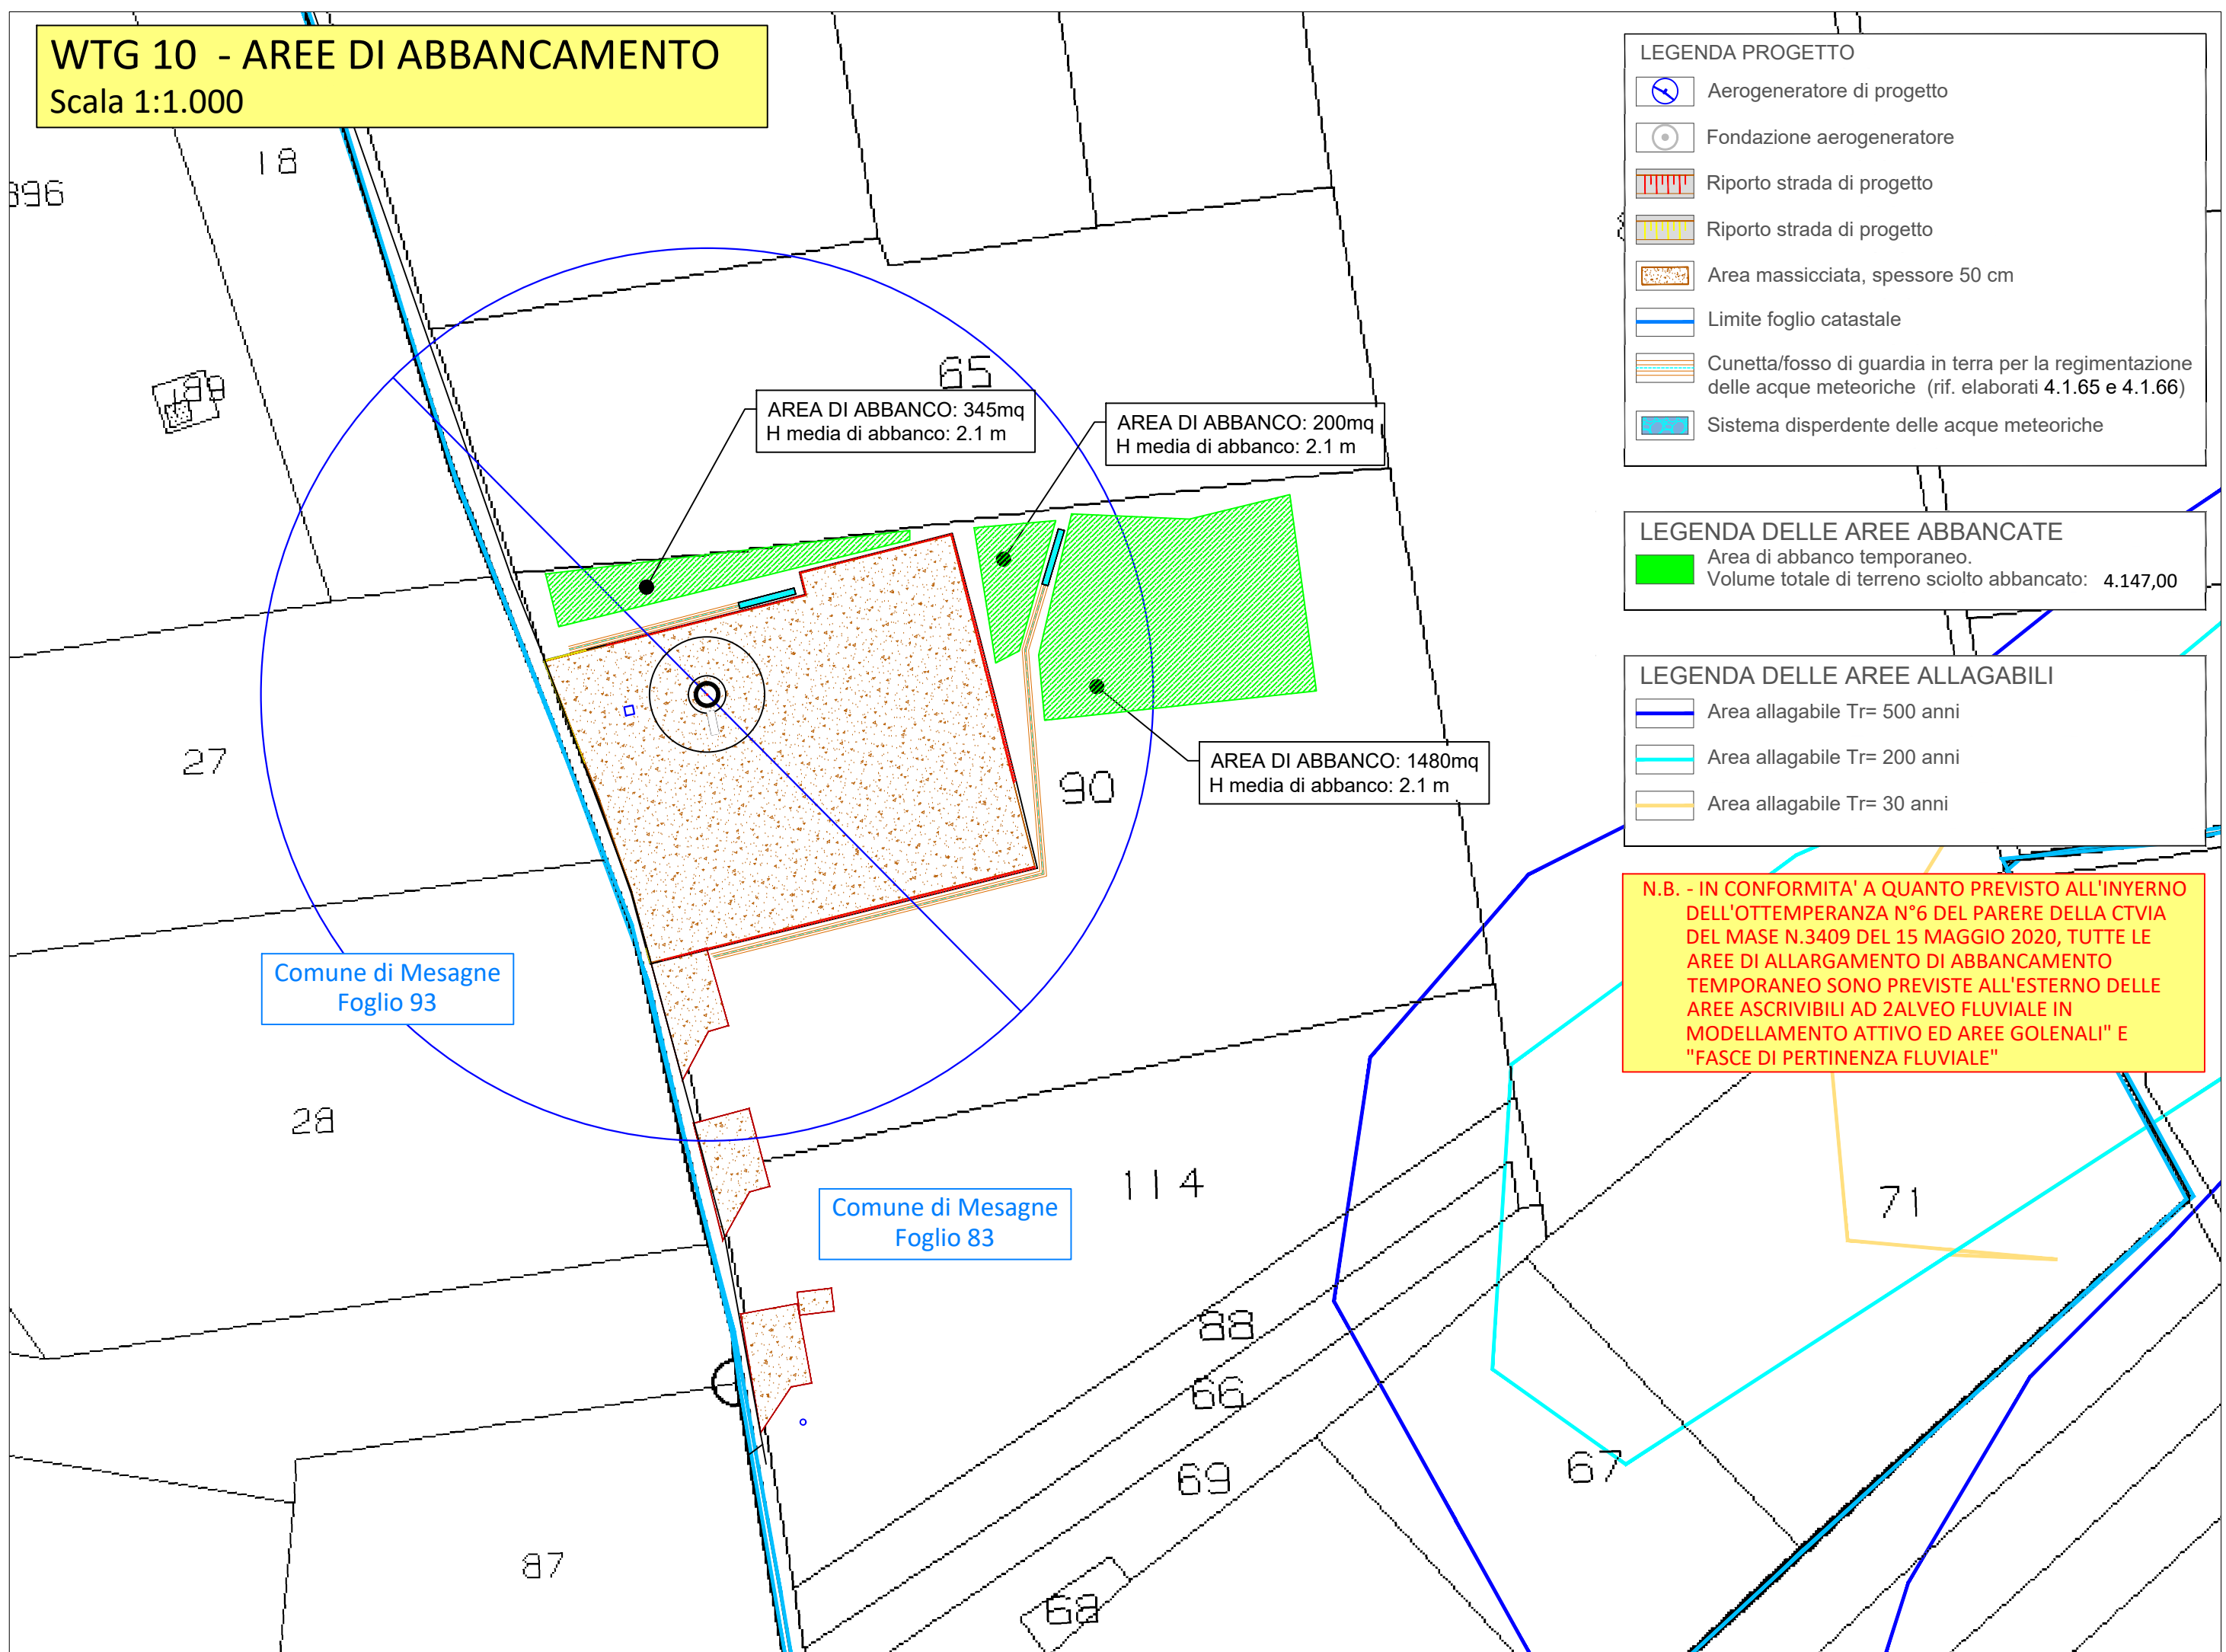 WTG 10 - AREE DI ABBANCAMENTO
Scala 1:1.000
LEGENDA PROGETTO
Aerogeneratore di progetto
Fondazione aerogeneratore
Riporto strada di progetto
Riporto strada di progetto
Area massicciata, spessore 50 cm
Limite foglio catastale
Cunetta/fosso di guardia in terra per la regimentazione
delle acque meteoriche (rif. elaborati 4.1.65 e 4.1.66)
Sistema disperdente delle acque meteoriche
LEGENDA DELLE AREE ABBANCATE
Area di abbanco temporaneo.
Volume totale di terreno sciolto abbancato: 4.147,00
LEGENDA DELLE AREE ALLAGABILI
Area allagabile Tr= 500 anni
Area allagabile Tr= 200 anni
Area allagabile Tr= 30 anni
N.B. - IN CONFORMITA' A QUANTO PREVISTO ALL'INYERNO
DELL'OTTEMPERANZA N°6 DEL PARERE DELLA CTVIA
DEL MASE N.3409 DEL 15 MAGGIO 2020, TUTTE LE
AREE DI ALLARGAMENTO DI ABBANCAMENTO
TEMPORANEO SONO PREVISTE ALL'ESTERNO DELLE
AREE ASCRIVIBILI AD 2ALVEO FLUVIALE IN
MODELLAMENTO ATTIVO ED AREE GOLENALI" E
"FASCE DI PERTINENZA FLUVIALE"
18
65
AREA DI ABBANCO: 345mq
H media di abbanco: 2.1 m
AREA DI ABBANCO: 200mq
H media di abbanco: 2.1 m
27
AREA DI ABBANCO: 1480mq
H media di abbanco: 2.1 m
90
Comune di Mesagne
Foglio 93
28
114
Comune di Mesagne
Foglio 83
71
88
66
69
67
87
68